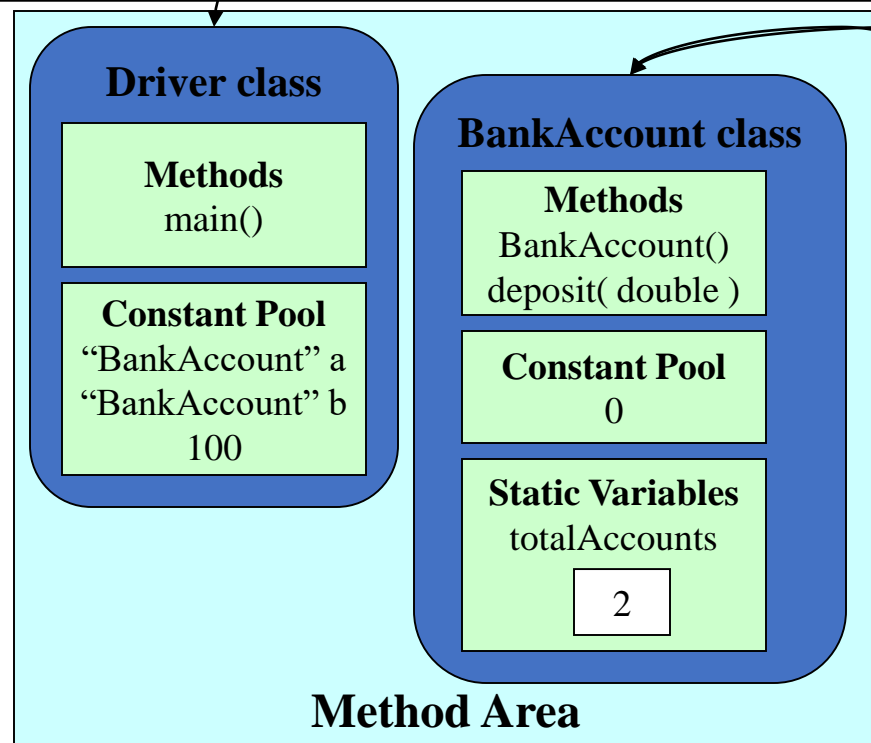 Driver class
Methods
main()
Constant Pool
“BankAccount” a
“BankAccount” b
100
BankAccount class
Methods
BankAccount()
deposit( double )
Constant Pool
0
Static Variables
totalAccounts
2
Method Area